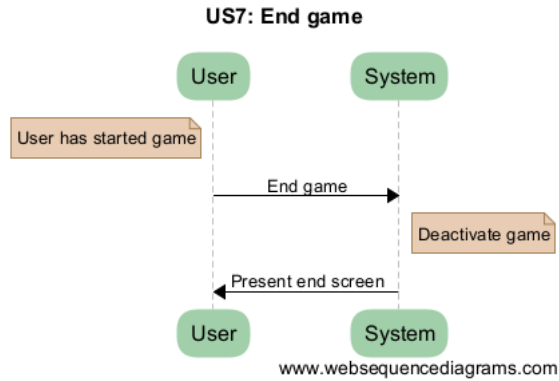 US7: End game
User
System
User has started game
End game
Deactivate game
Present end screen
User
System
www.websequencediagrams.com